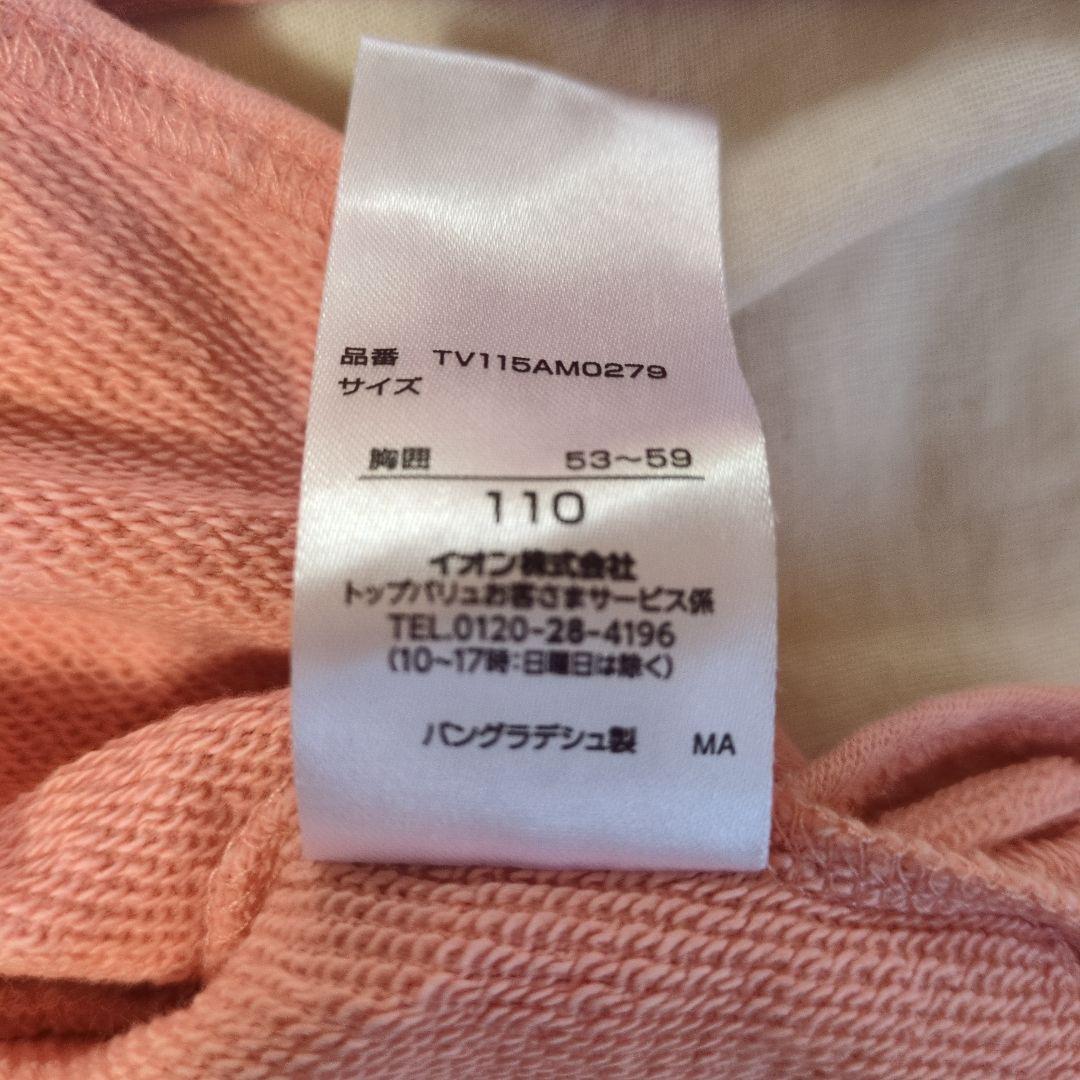 品番 TV115AM0279
サイズ
胸囲 53~59
110
イオン株式会社
トップバリュお客さまサービス係
TEL.0120-28-4196
(10~17時:日曜日は除く)
バングラデシュ製 MA